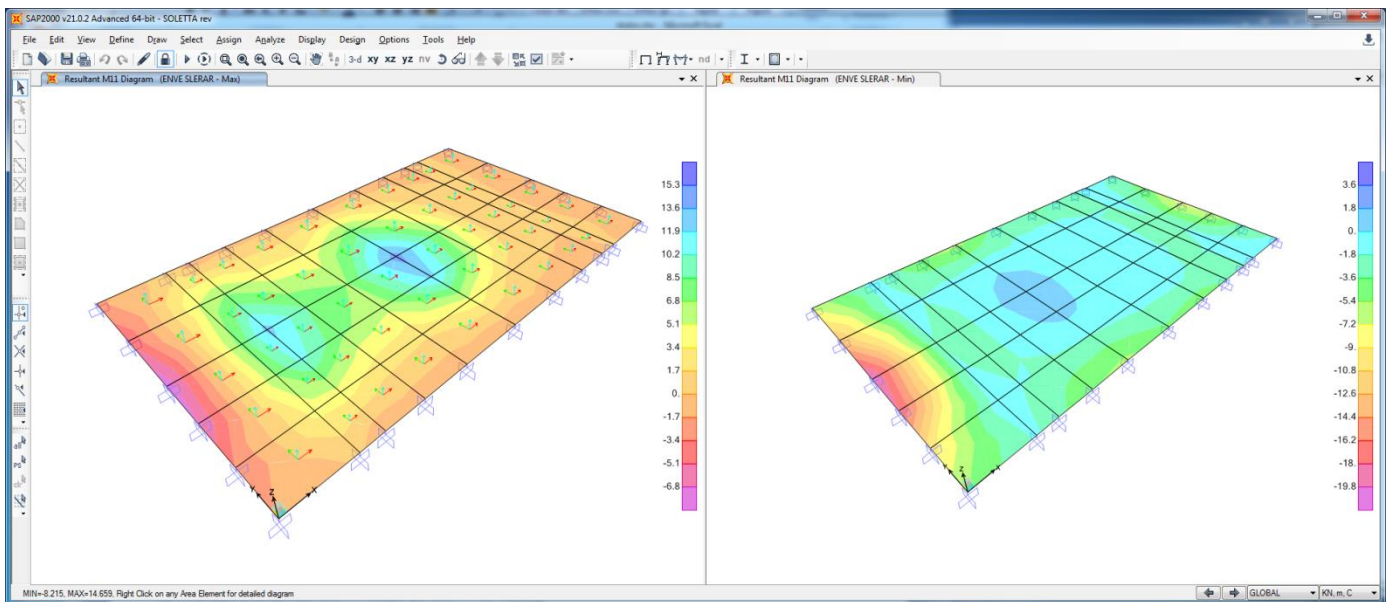 SAP2000 v21.0.2 Advanced 64-bit - SOLETTA rev
File Edit View Define Draw Select Assign Analyze Display Design Options Tools Help
3-d xy xz yz nv nd
Resultant M11 Diagram (ENVE SLERAR - Max)
Resultant M11 Diagram (ENVE SLERAR - Min)
15.3
13.6
11.9
10.2
8.5
6.8
5.1
3.4
1.7
0.
-1.7
-3.4
-5.1
-6.8
Y Z X
3.6
1.8
0.
-1.8
-3.6
-5.4
-7.2
-9.
-10.8
-12.6
-14.4
-16.2
-18.
-19.8
Y Z X
all
PS
MIN=-8.215, MAX=14.659, Right Click on any Area Element for detailed diagram
GLOBAL
KN, m, C